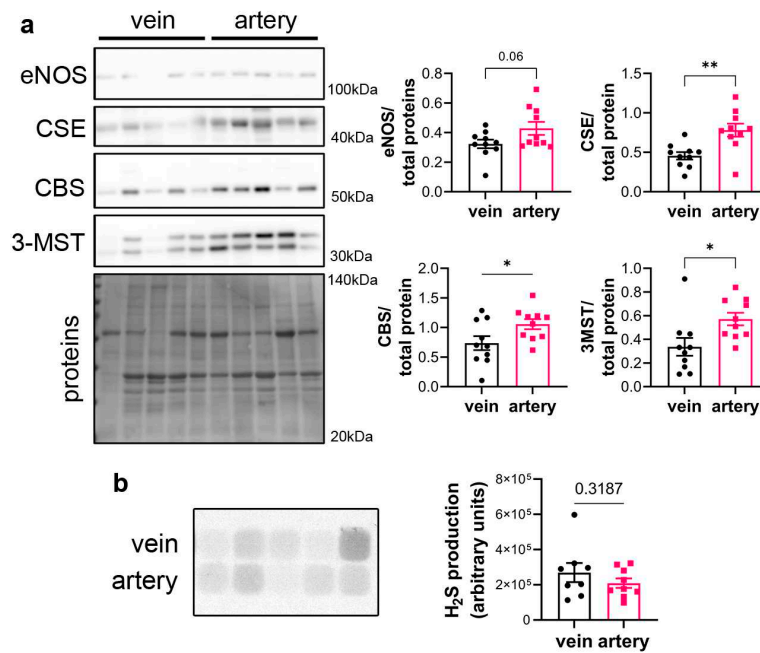 a
vein artery
eNOS
100kDa
CSE
40kDa
CBS
50kDa
3-MST
30kDa
140kDa
proteins
20kDa
eNOS/
total proteins
0.8
0.6
0.4
0.2
0.0
0.06
vein artery
CSE/
total protein
1.5
1.0
0.5
0.0
**
vein artery
CBS/
total protein
2.0
1.5
1.0
0.5
0.0
*
vein artery
3MST/
total protein
1.0
0.8
0.6
0.4
0.2
0.0
*
vein artery
b
vein
artery
H₂S production
(arbitrary units)
8×10⁵
6×10⁵
4×10⁵
2×10⁵
0
0.3187
vein artery